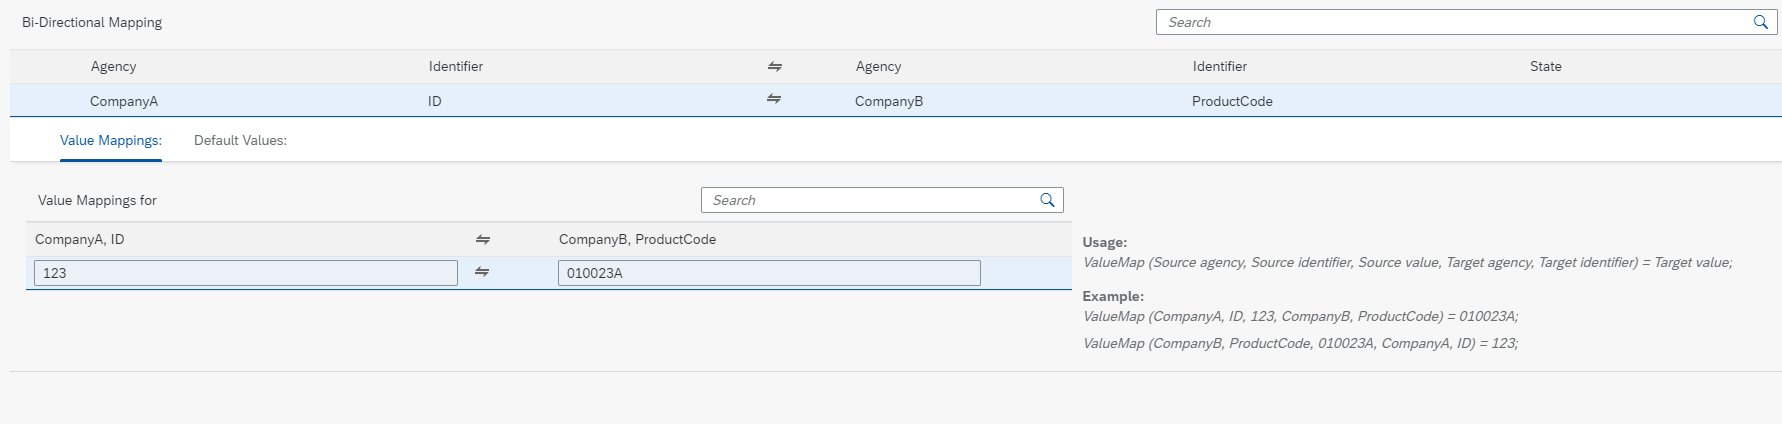 Bi-Directional Mapping
Search
Agency Identifier ⇋ Agency Identifier State
CompanyA ID ⇋ CompanyB ProductCode
Value Mappings: Default Values:
Value Mappings for
Search
CompanyA, ID ⇋ CompanyB, ProductCode
123 ⇋ 010023A
Usage:
ValueMap (Source agency, Source identifier, Source value, Target agency, Target identifier) = Target value;
Example:
ValueMap (CompanyA, ID, 123, CompanyB, ProductCode) = 010023A;
ValueMap (CompanyB, ProductCode, 010023A, CompanyA, ID) = 123;